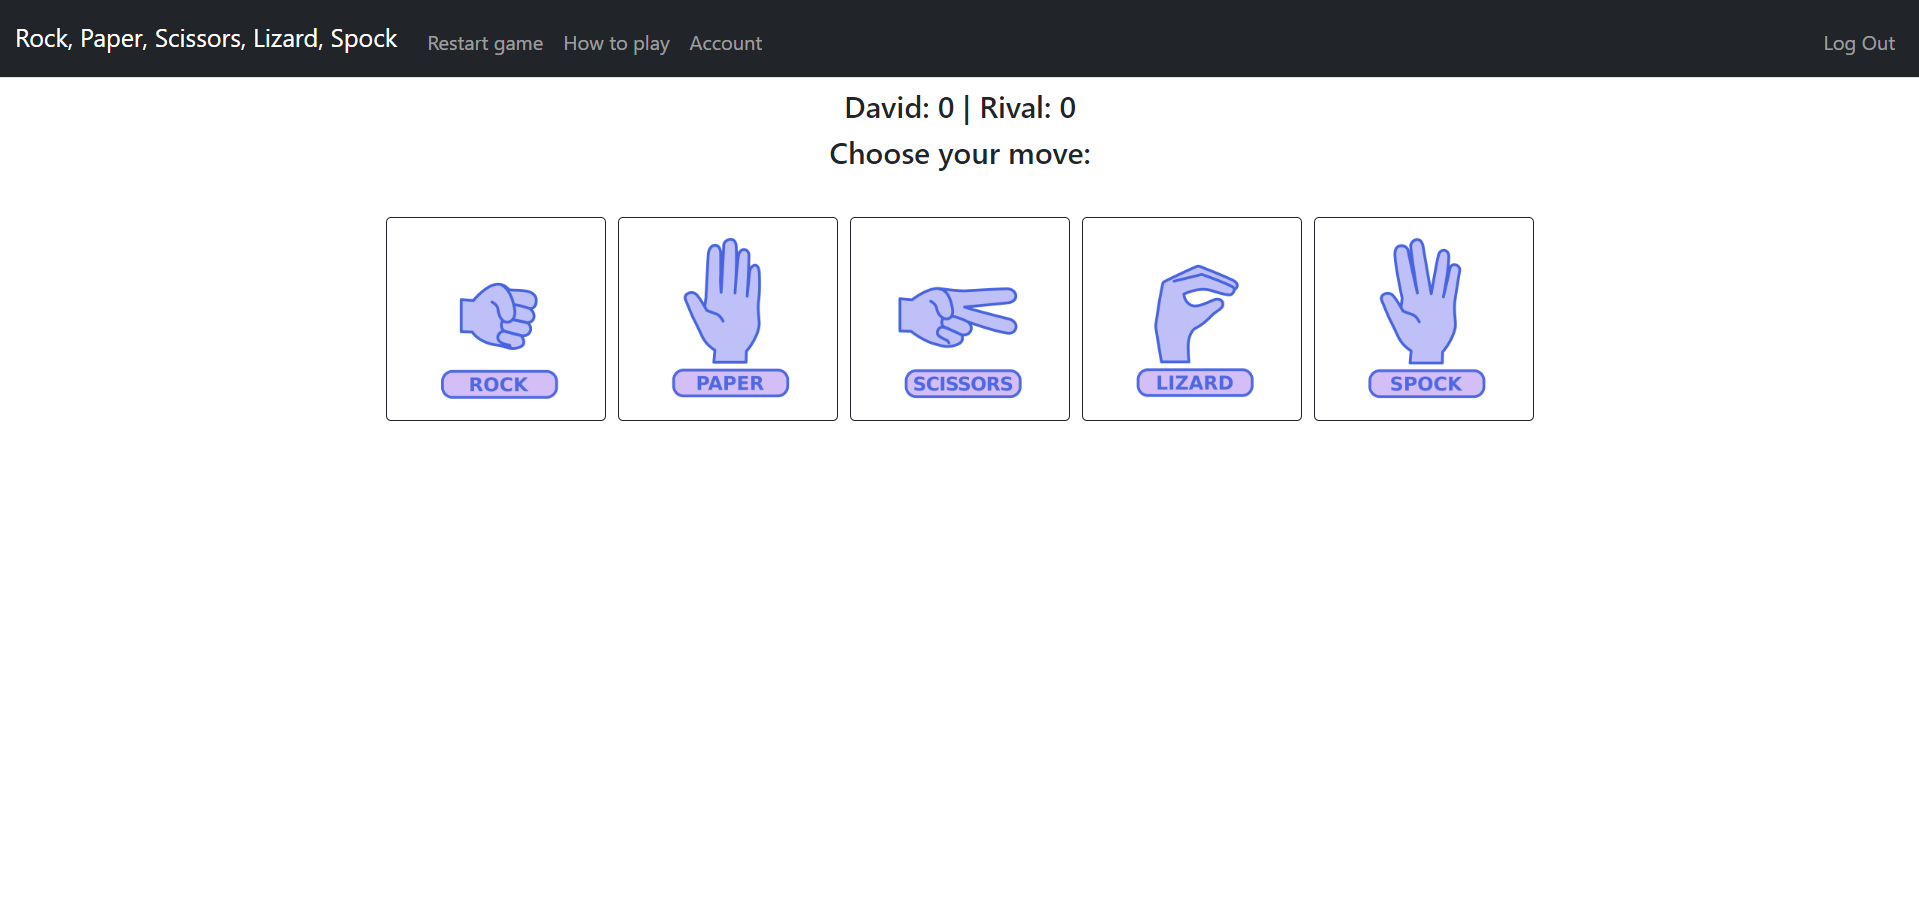 Rock, Paper, Scissors, Lizard, Spock Restart game How to play Account Log Out
David: 0 | Rival: 0
Choose your move:
ROCK PAPER SCISSORS LIZARD SPOCK